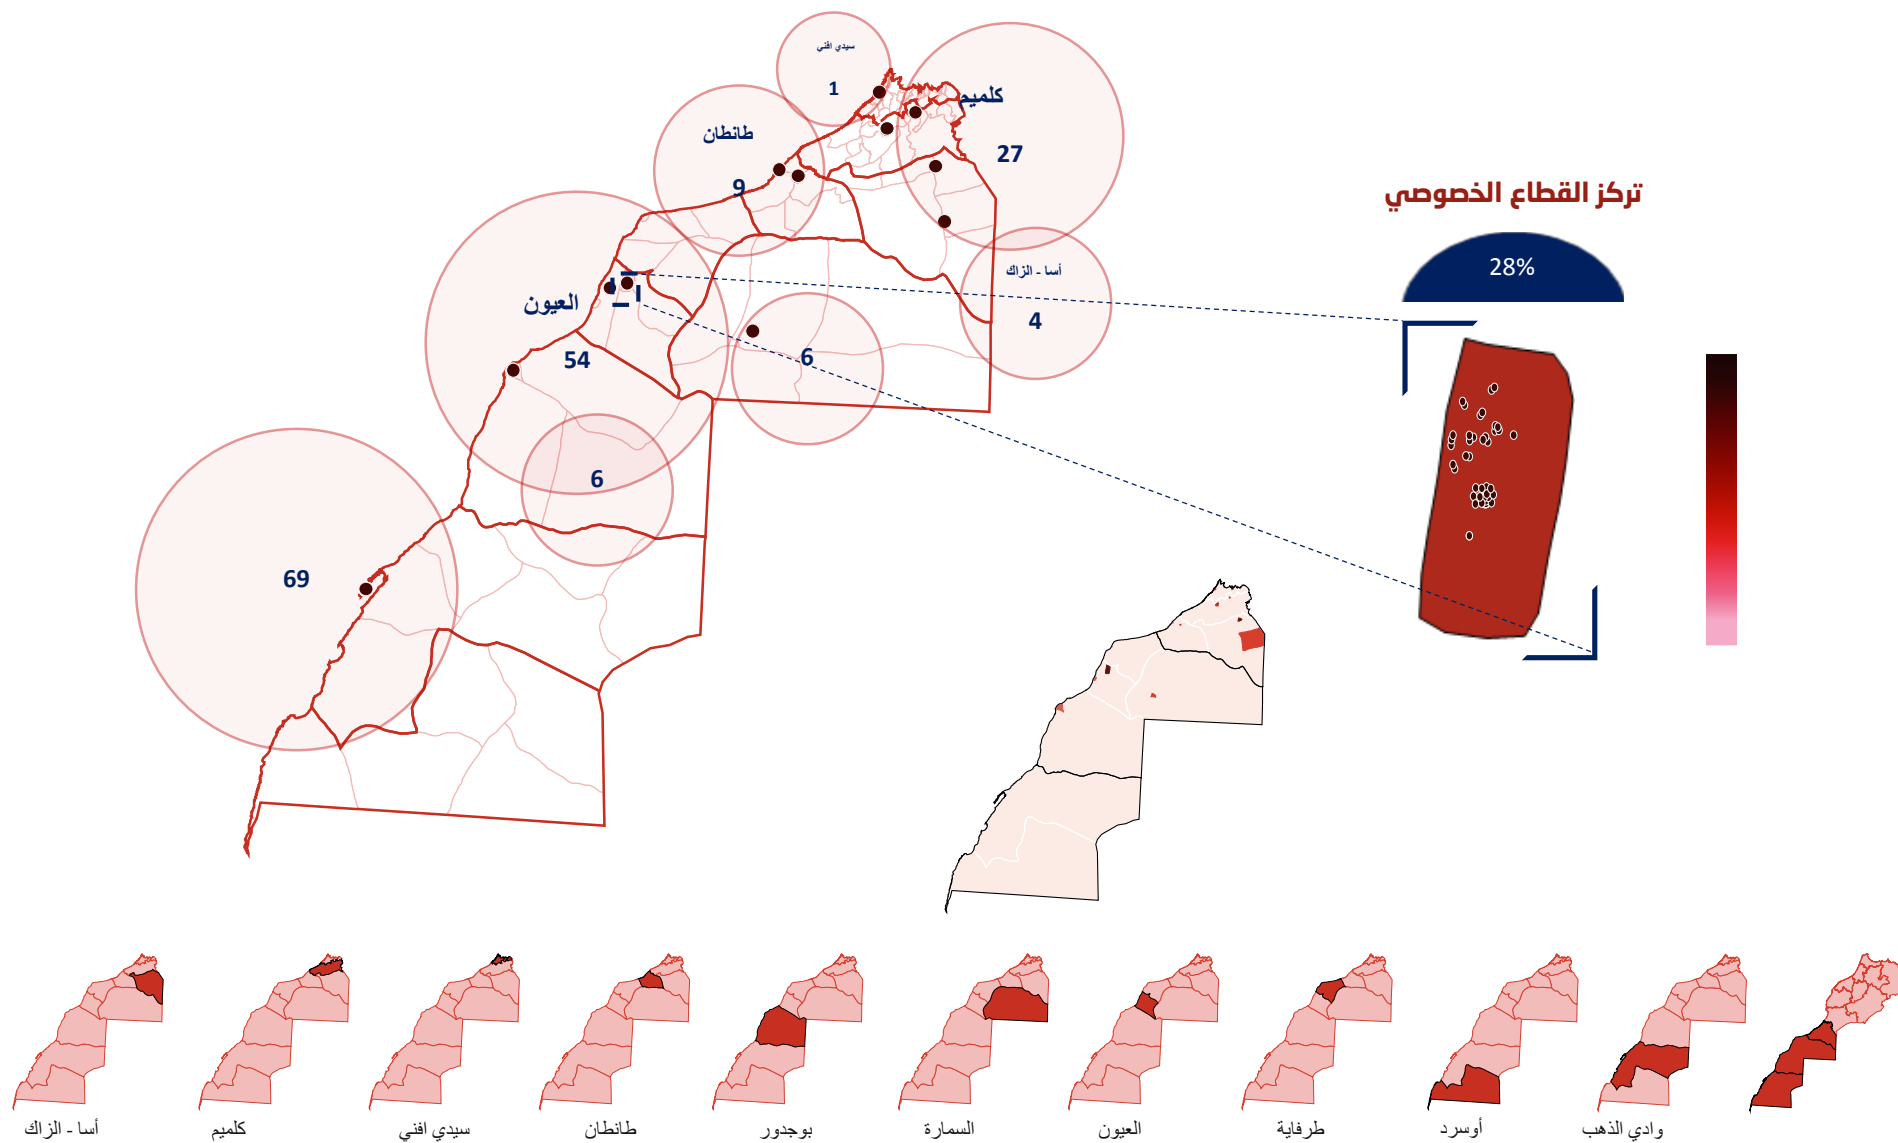 سيدي افني
1
كلميم
27
طانطان
9
تركز القطاع الخصوصي
28%
أسا - الزاك
4
العيون
54
6
6
69
أسا - الزاك
كلميم
سيدي افني
طانطان
بوجدور
السمارة
العيون
طرفاية
أوسرد
وادي الذهب